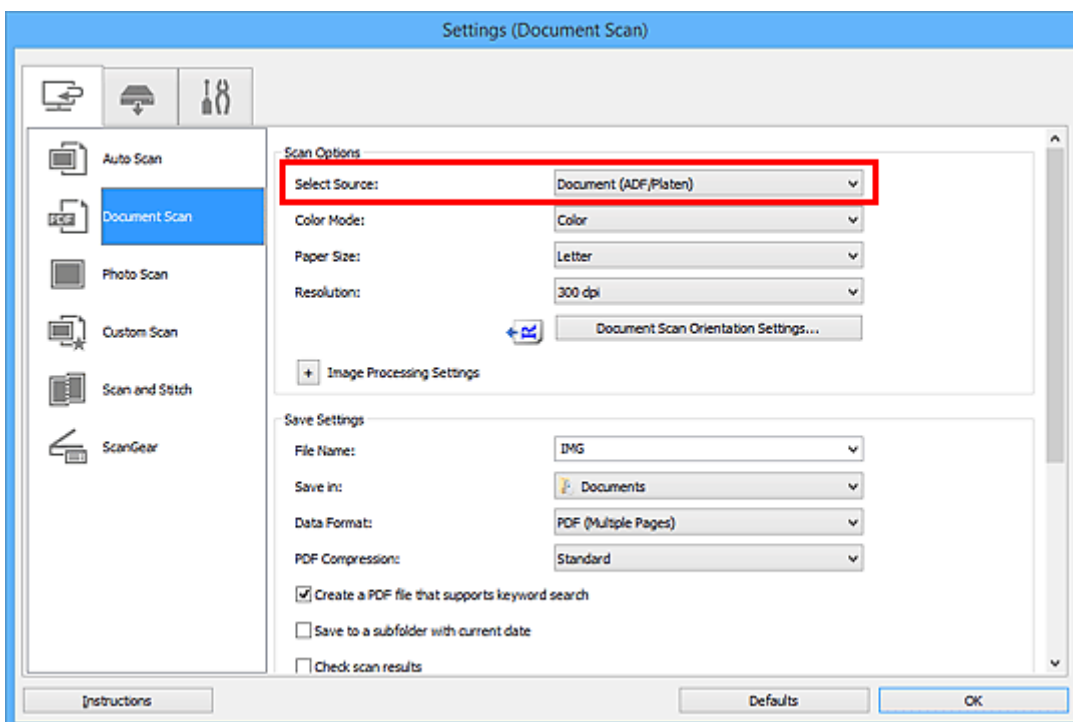 Settings (Document Scan)
Auto Scan
Document Scan
Photo Scan
Custom Scan
Scan and Stitch
ScanGear
Scan Options
Select Source: Document (ADF/Platen)
Color Mode: Color
Paper Size: Letter
Resolution: 300 dpi
Document Scan Orientation Settings...
+ Image Processing Settings
Save Settings
File Name: IMG
Save in: Documents
Data Format: PDF (Multiple Pages)
PDF Compression: Standard
Create a PDF file that supports keyword search
Save to a subfolder with current date
Check scan results
Instructions
Defaults
OK